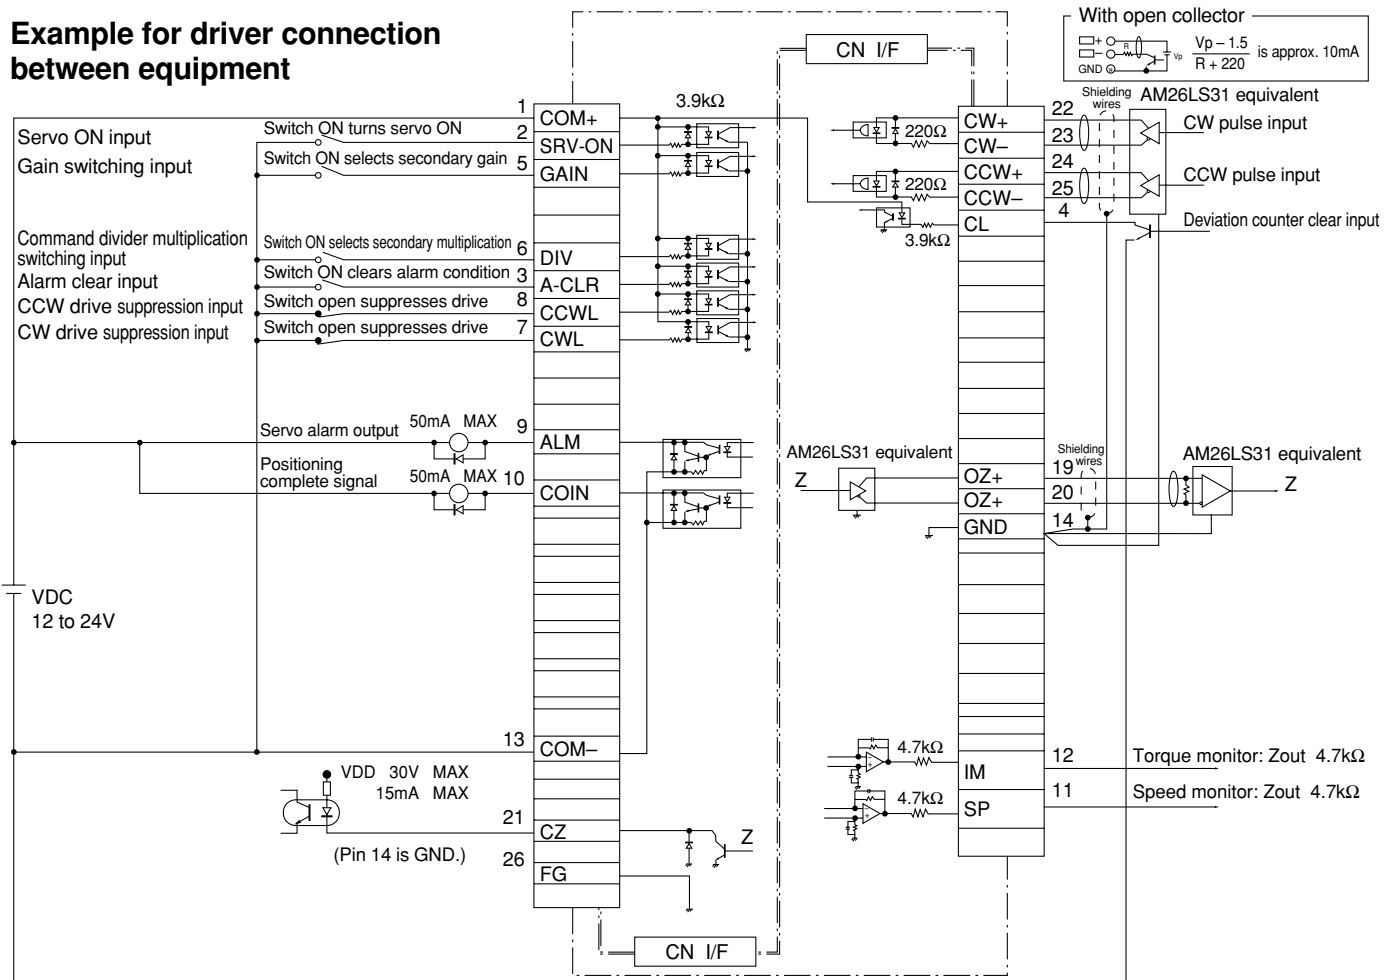 Example for driver connection
between equipment
CN I/F
With open collector
+
−
GND
R
Vp
Vp – 1.5
R + 220
is approx. 10mA
Servo ON input
Gain switching input
Command divider multiplication
switching input
Alarm clear input
CCW drive suppression input
CW drive suppression input
Switch ON turns servo ON
Switch ON selects secondary gain
Switch ON selects secondary multiplication
Switch ON clears alarm condition
Switch open suppresses drive
Switch open suppresses drive
1 COM+
2 SRV-ON
5 GAIN
6 DIV
3 A-CLR
8 CCWL
7 CWL
3.9kΩ
Servo alarm output 50mA MAX 9 ALM
Positioning
complete signal 50mA MAX 10 COIN
VDC
12 to 24V
13 COM–
VDD 30V MAX
15mA MAX
21 CZ
Z
(Pin 14 is GND.)
26 FG
CN I/F
220Ω CW+ 22
CW– 23
220Ω CCW+ 24
CCW– 25
3.9kΩ CL 4
Shielding
wires
AM26LS31 equivalent
CW pulse input
CCW pulse input
Deviation counter clear input
AM26LS31 equivalent
Z
OZ+ 19
OZ+ 20
GND 14
Shielding
wires
AM26LS31 equivalent
Z
4.7kΩ IM 12 Torque monitor: Zout 4.7kΩ
4.7kΩ SP 11 Speed monitor: Zout 4.7kΩ